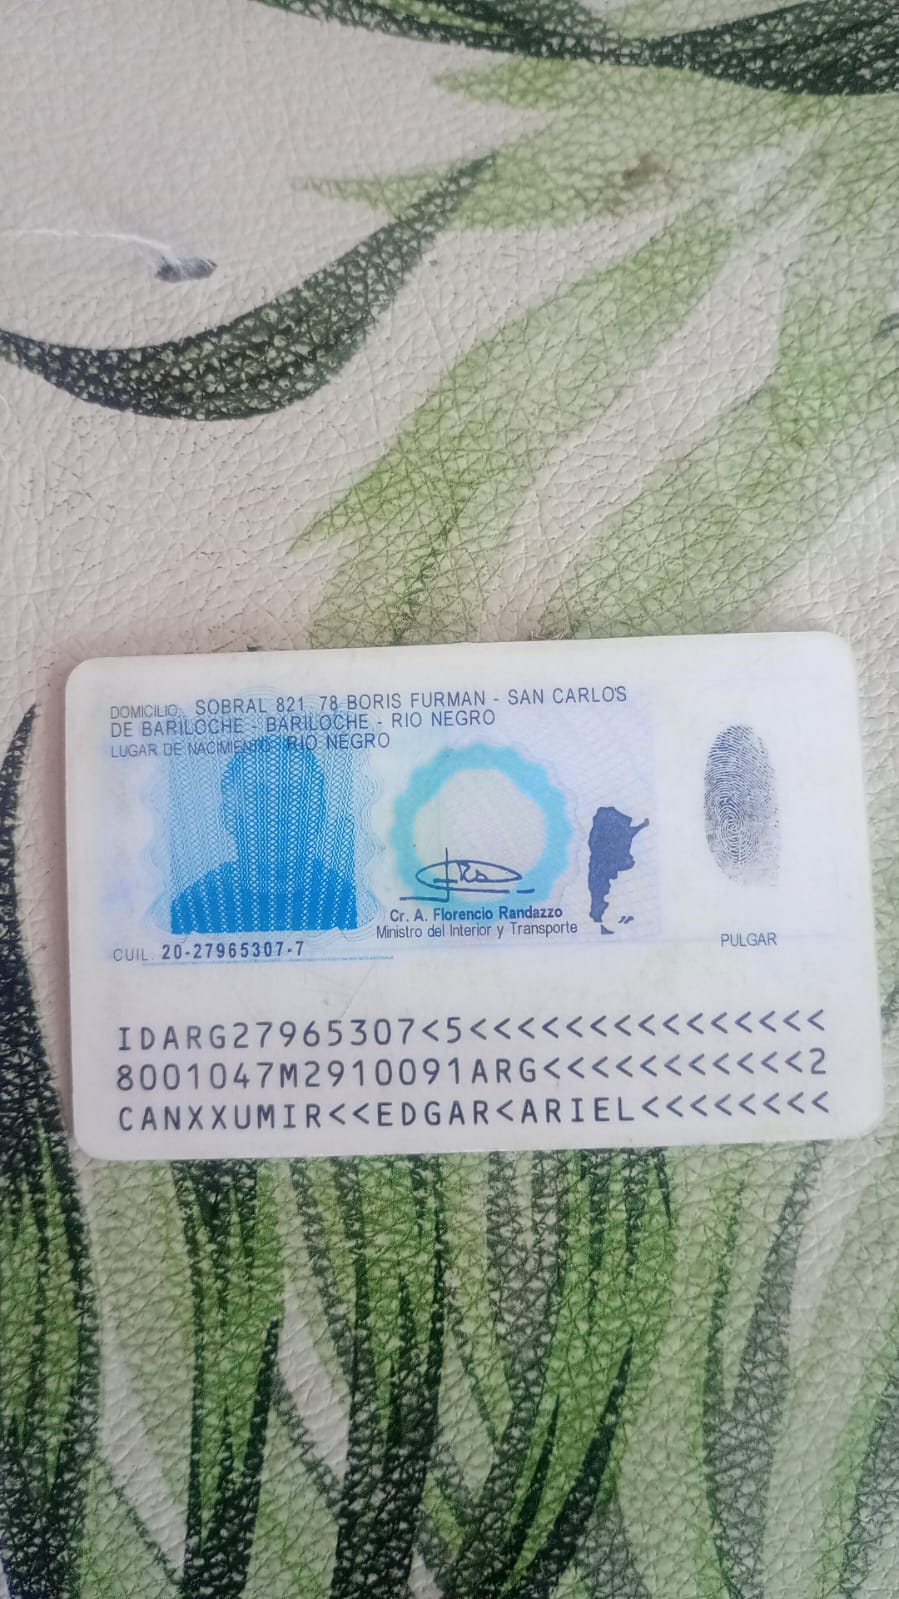 DOMICILIO: SOBRAL 821 78 BORIS FURMAN - SAN CARLOS
DE BARILOCHE - BARILOCHE - RIO NEGRO
LUGAR DE NACIMIENTO: RIO NEGRO
Cr. A. Florencio Randazzo
Ministro del Interior y Transporte
PULGAR
CUIL: 20-27965307-7
IDARG27965307<5<<<<<<<<<<<<<<<
8001047M2910091ARG<<<<<<<<<<<2
CANXXUMIR<<EDGAR<ARIEL<<<<<<<<